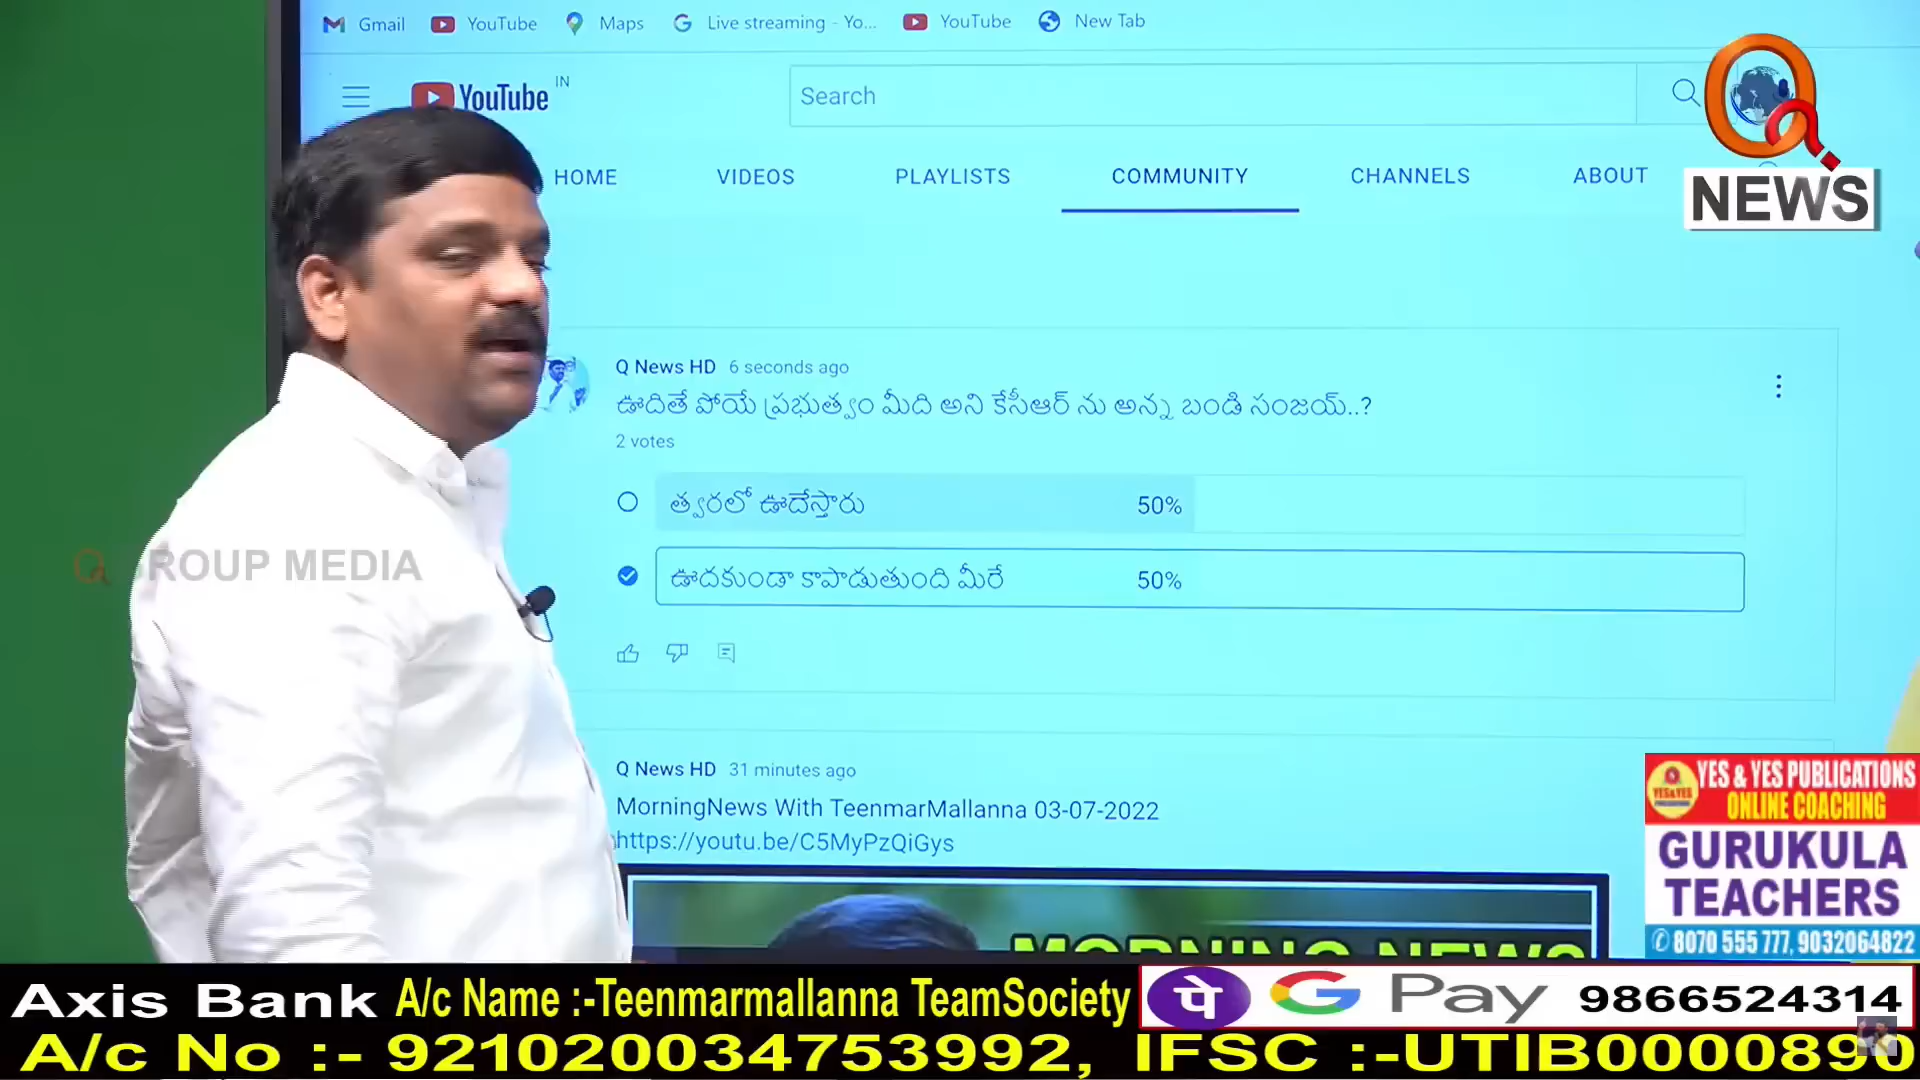 Gmail YouTube Maps Live streaming - Yo... YouTube New Tab
YouTube IN
Search
HOME VIDEOS PLAYLISTS COMMUNITY CHANNELS ABOUT
Q NEWS
Q News HD 6 seconds ago
ఊదితే పోయే ప్రభుత్వం మీది అని కేసీఆర్ ను అన్న బండి సంజయ్..?
2 votes
త్వరలో ఊదేస్తారు 50%
ఊదకుండా కాపాడుతుంది మీరే 50%
Q GROUP MEDIA
Q News HD 31 minutes ago
MorningNews With TeenmarMallanna 03-07-2022
https://youtu.be/C5MyPzQiGys
MORNING NEWS
YES & YES PUBLICATIONS
ONLINE COACHING
GURUKULA
TEACHERS
8070 555 777, 9032064822
Axis Bank A/c Name :-Teenmarmallanna TeamSociety पे G Pay 9866524314
A/c No :- 921020034753992, IFSC :-UTIB0000890